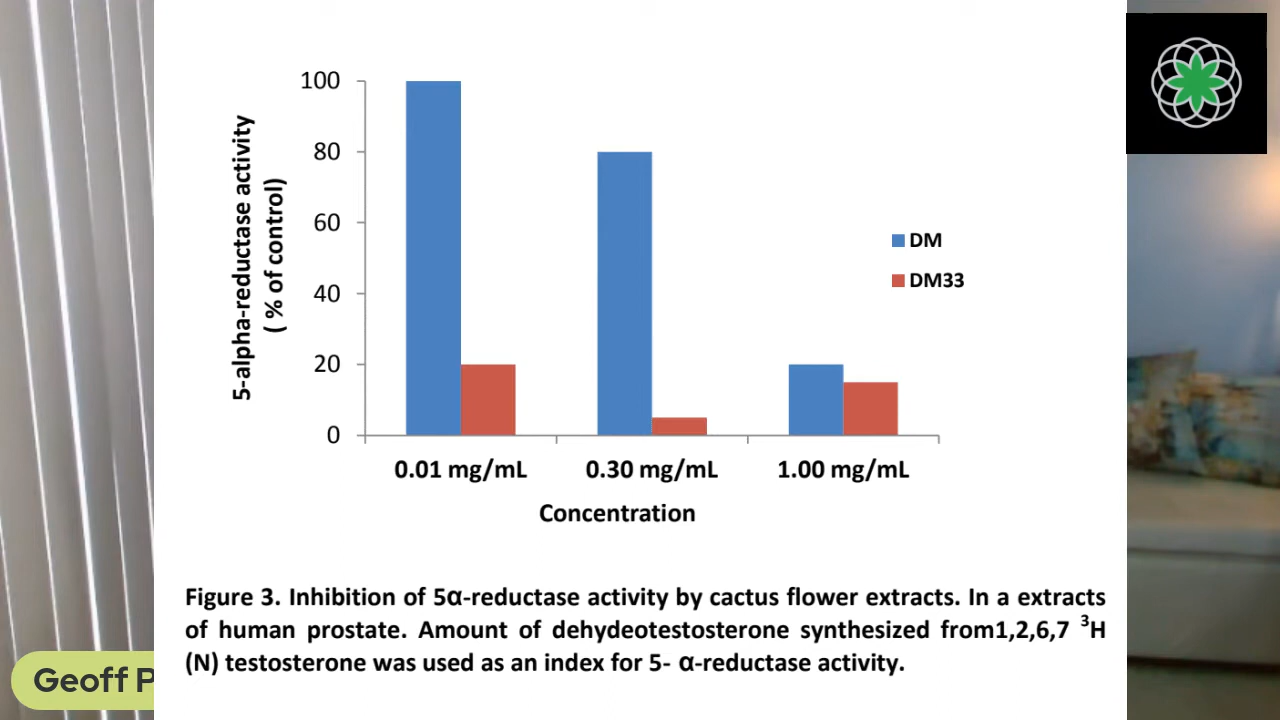 100
80
60
40
20
0
5-alpha-reductase activity
( % of control)
DM
DM33
0.01 mg/mL
0.30 mg/mL
1.00 mg/mL
Concentration
Figure 3. Inhibition of 5α-reductase activity by cactus flower extracts. In a extracts
of human prostate. Amount of dehydeotestosterone synthesized from1,2,6,7 ³H
(N) testosterone was used as an index for 5- α-reductase activity.
Geoff P